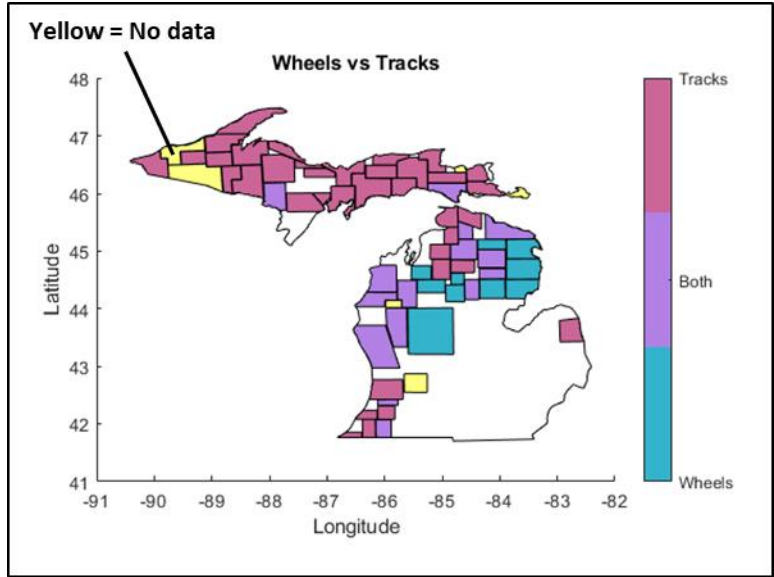 Yellow = No data
Wheels vs Tracks
48
47
46
45
44
43
42
41
Latitude
-91
-90
-89
-88
-87
-86
-85
-84
-83
-82
Longitude
Tracks
Both
Wheels